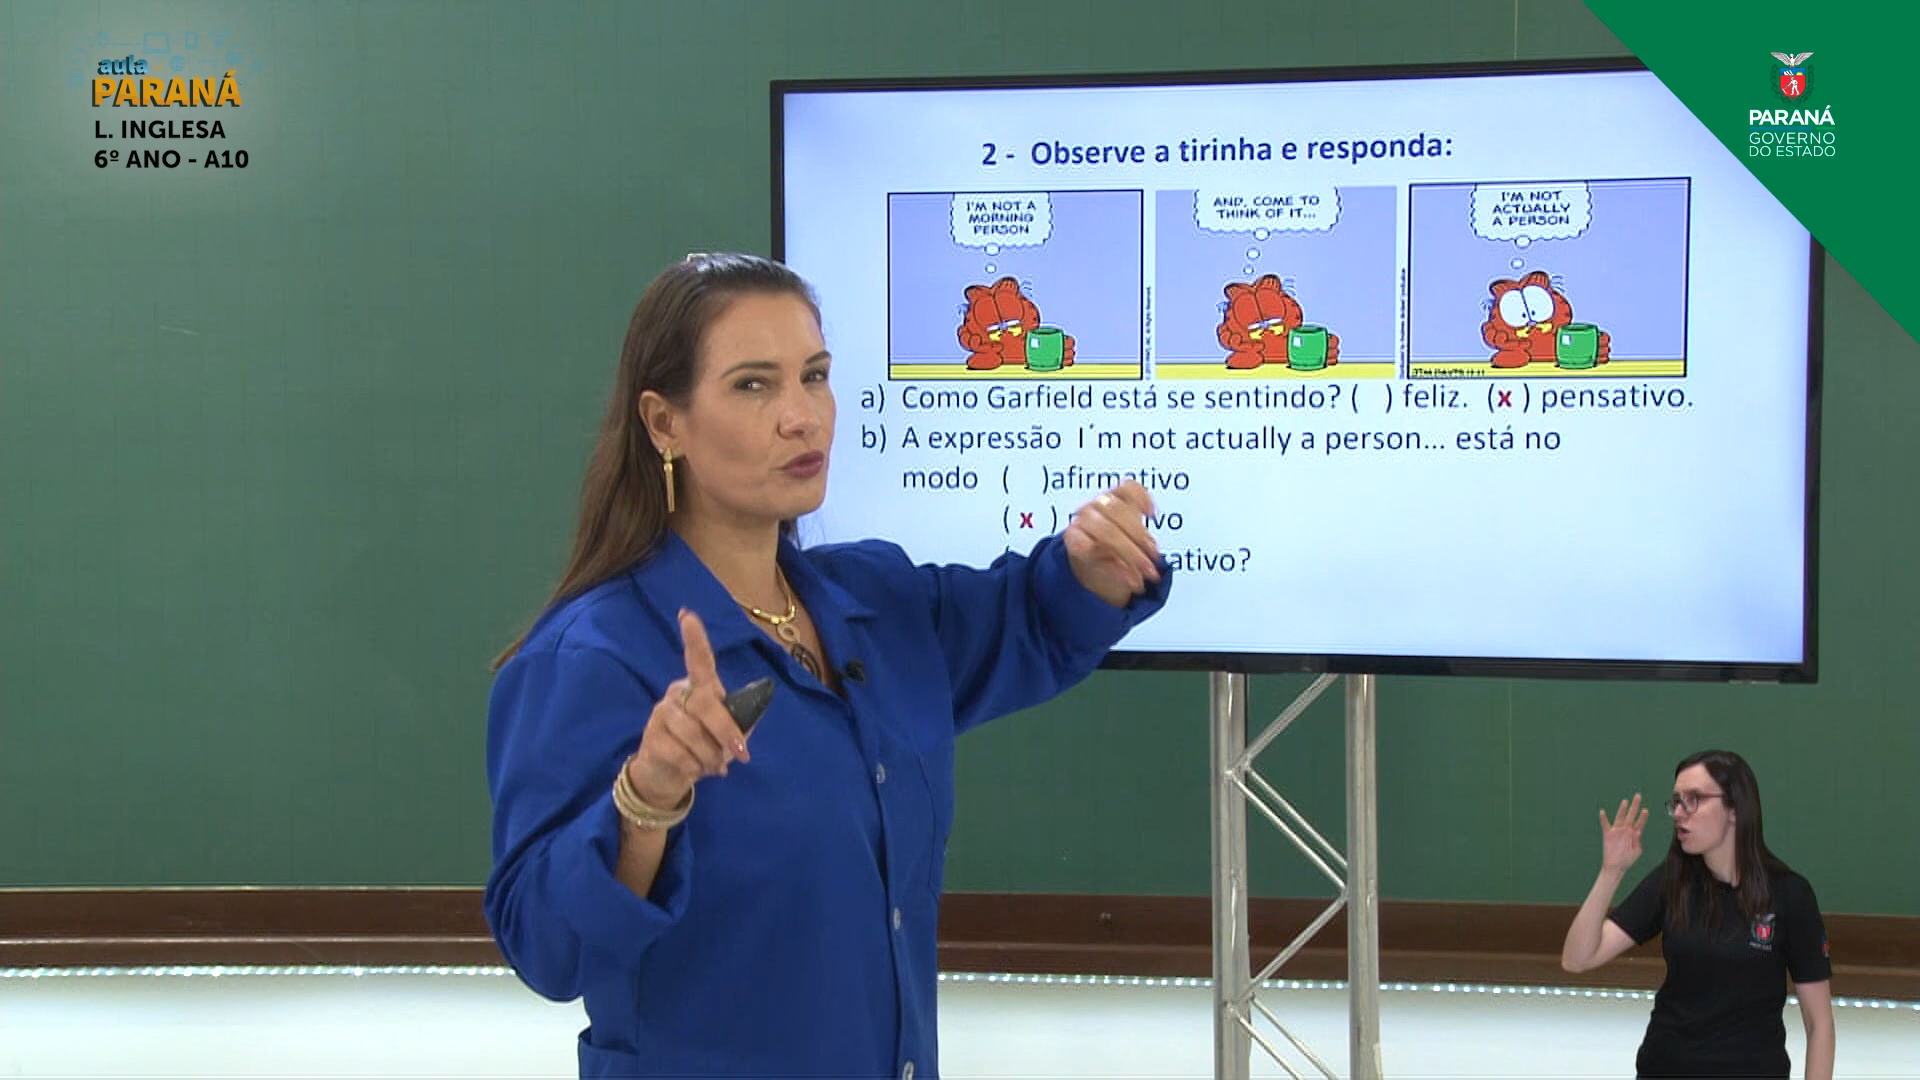 aula
PARANÁ
L. INGLESA
6º ANO - A10
PARANÁ
GOVERNO
DO ESTADO
2 - Observe a tirinha e responda:
I'M NOT A
MORNING
PERSON
AND, COME TO
THINK OF IT...
I'M NOT
ACTUALLY
A PERSON
a) Como Garfield está se sentindo? ( ) feliz. (x ) pensativo.
b) A expressão I´m not actually a person... está no
modo ( )afirmativo
( x )